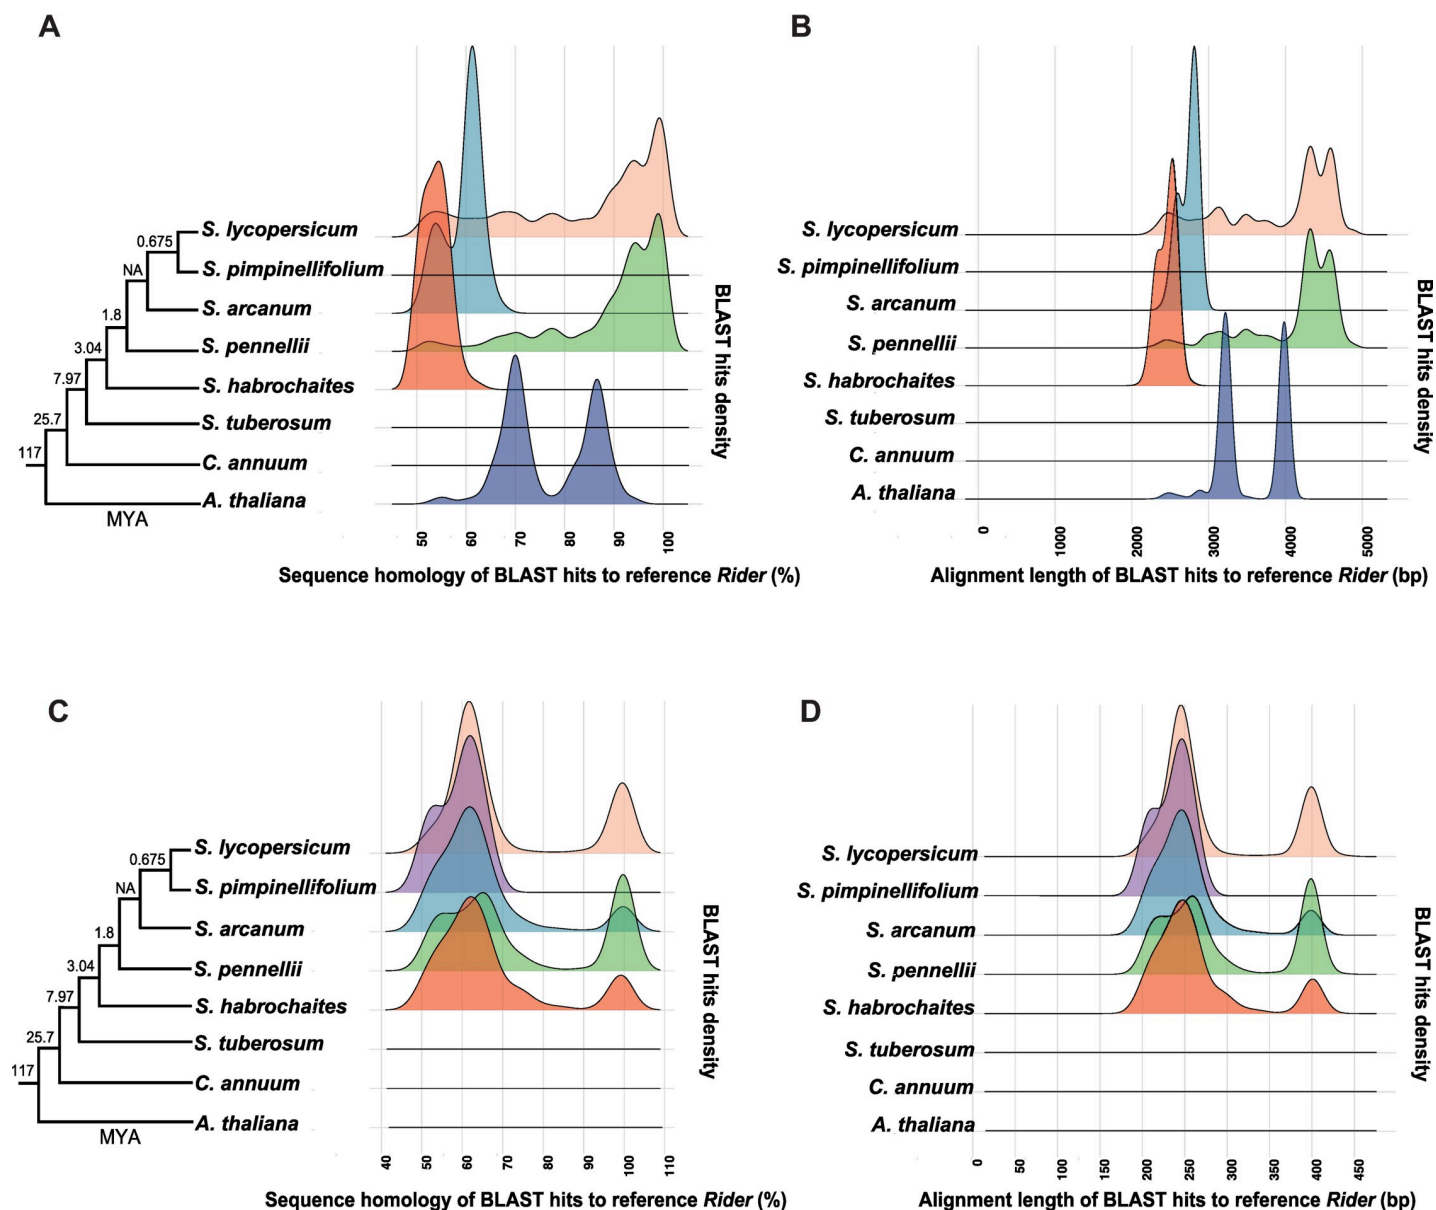 A
S. lycopersicum
S. pimpinellifolium
S. arcanum
S. pennellii
S. habrochaites
S. tuberosum
C. annuum
A. thaliana
0.675
NA
1.8
3.04
7.97
25.7
117
MYA
50
60
70
80
90
100
Sequence homology of BLAST hits to reference Rider (%)
BLAST hits density
B
S. lycopersicum
S. pimpinellifolium
S. arcanum
S. pennellii
S. habrochaites
S. tuberosum
C. annuum
A. thaliana
0
1000
2000
3000
4000
5000
Alignment length of BLAST hits to reference Rider (bp)
BLAST hits density
C
S. lycopersicum
S. pimpinellifolium
S. arcanum
S. pennellii
S. habrochaites
S. tuberosum
C. annuum
A. thaliana
0.675
NA
1.8
3.04
7.97
25.7
117
MYA
40
50
60
70
80
90
100
110
Sequence homology of BLAST hits to reference Rider (%)
BLAST hits density
D
S. lycopersicum
S. pimpinellifolium
S. arcanum
S. pennellii
S. habrochaites
S. tuberosum
C. annuum
A. thaliana
0
50
100
150
200
250
300
350
400
450
Alignment length of BLAST hits to reference Rider (bp)
BLAST hits density